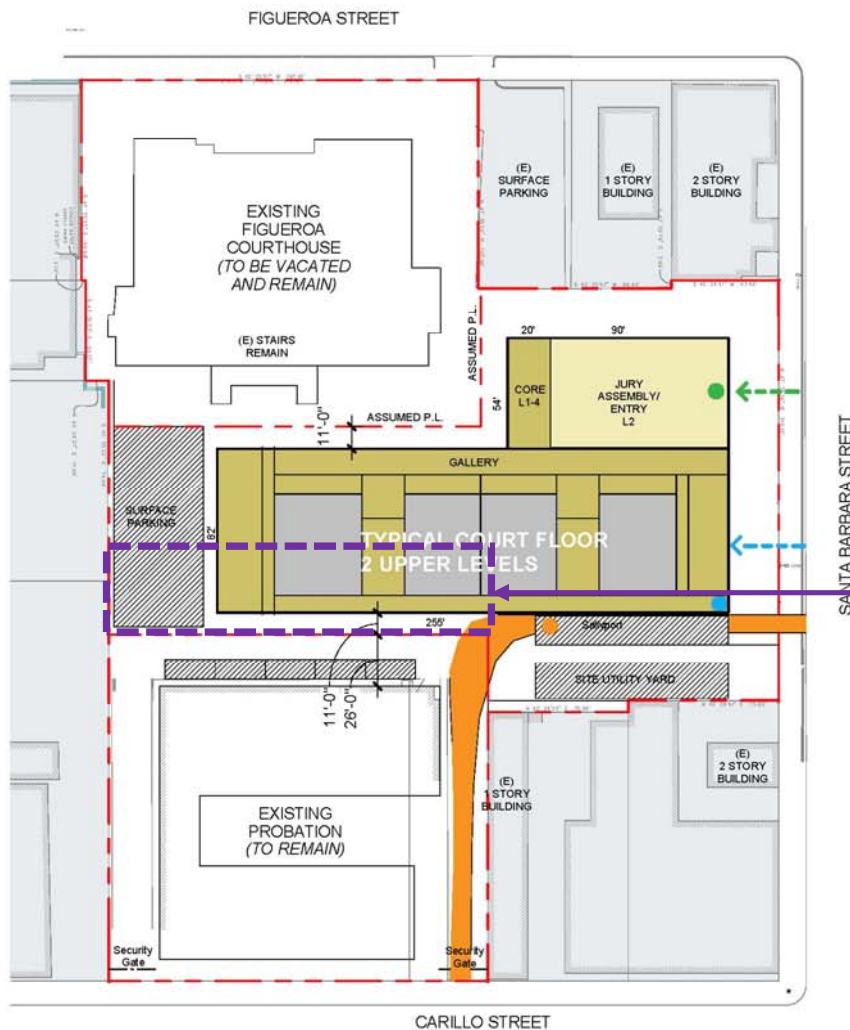 FIGUEROA STREET
EXISTING
FIGUEROA
COURTHOUSE
(TO BE VACATED
AND REMAIN)
(E) STAIRS
REMAIN
(E)
SURFACE
PARKING
(E)
1 STORY
BUILDING
(E)
2 STORY
BUILDING
ASSUMED P.L.
ASSUMED P.L.
11'-0"
20'
90'
54'
CORE
L1-4
JURY
ASSEMBLY/
ENTRY
L2
GALLERY
SURFACE
PARKING
82'
TYPICAL COURT FLOOR
2 UPPER LEVELS
SANTA BARBARA STREET
255'
Sallyport
SITE UTILITY YARD
11'-0"
26'-0"
EXISTING
PROBATION
(TO REMAIN)
(E)
1 STORY
BUILDING
(E)
2 STORY
BUILDING
Security
Gate
Security
Gate
CARILLO STREET